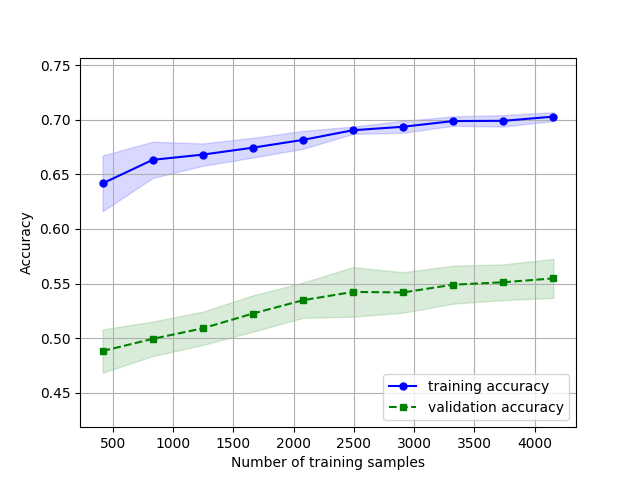 0.75
0.70
0.65
0.60
0.55
0.50
0.45
Accuracy
training accuracy
validation accuracy
500 1000 1500 2000 2500 3000 3500 4000
Number of training samples